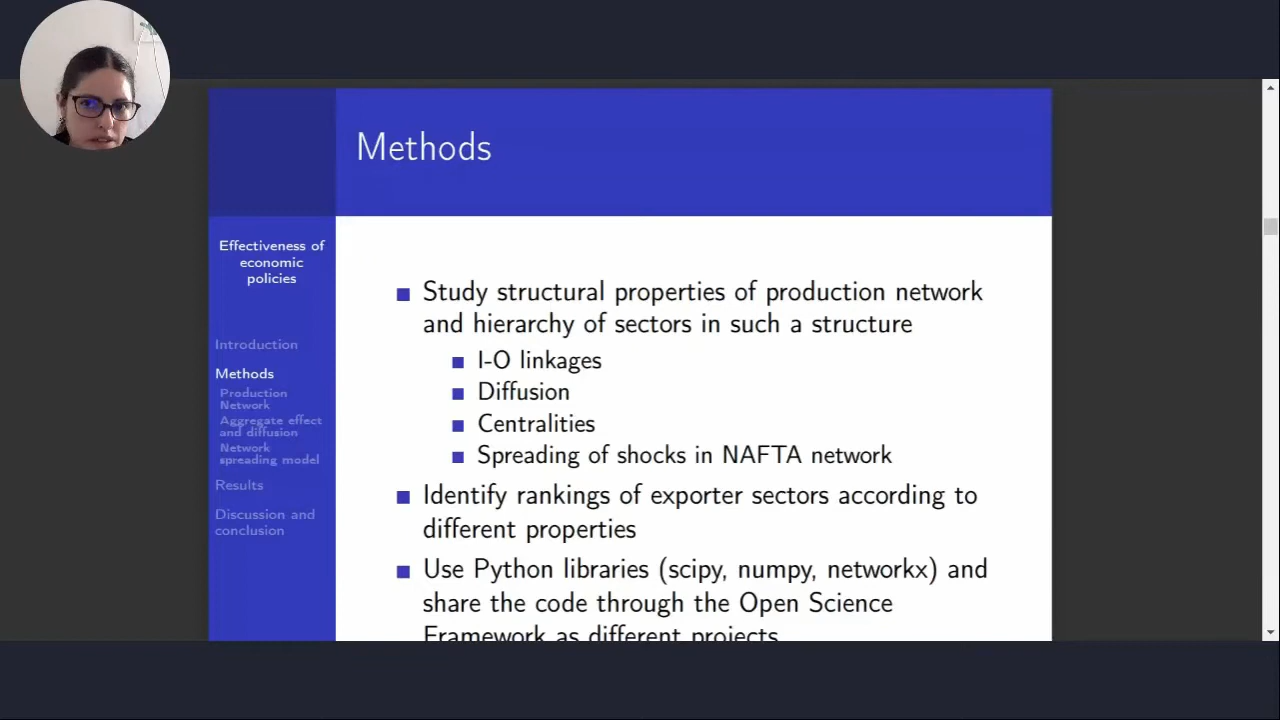 Methods
Effectiveness of
economic
policies
Introduction
Methods
Production
Network
Aggregate effect
and diffusion
Network
spreading model
Results
Discussion and
conclusion
Study structural properties of production network
and hierarchy of sectors in such a structure
I-O linkages
Diffusion
Centralities
Spreading of shocks in NAFTA network
Identify rankings of exporter sectors according to
different properties
Use Python libraries (scipy, numpy, networkx) and
share the code through the Open Science
Framework as different projects